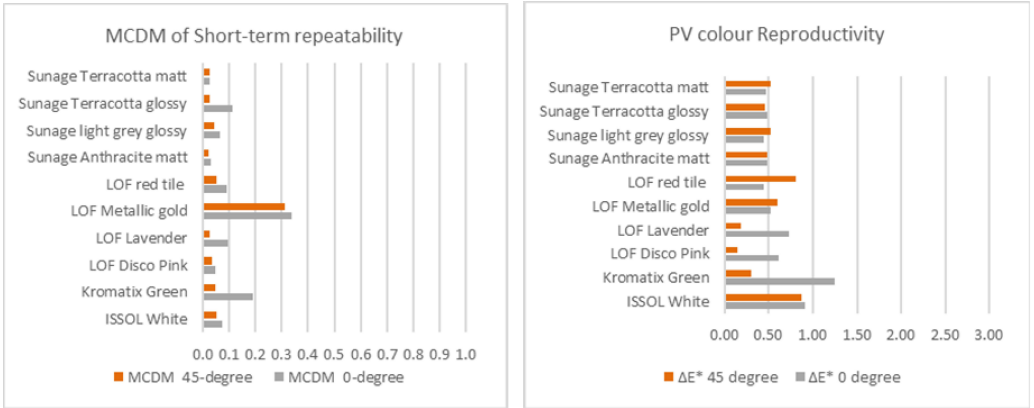 MCDM of Short-term repeatability
Sunage Terracotta matt
Sunage Terracotta glossy
Sunage light grey glossy
Sunage Anthracite matt
LOF red tile
LOF Metallic gold
LOF Lavender
LOF Disco Pink
Kromatix Green
ISSOL White
0.0 0.1 0.2 0.3 0.4 0.5 0.6 0.7 0.8 0.9 1.0
MCDM 45-degree MCDM 0-degree
PV colour Reproductivity
Sunage Terracotta matt
Sunage Terracotta glossy
Sunage light grey glossy
Sunage Anthracite matt
LOF red tile
LOF Metallic gold
LOF Lavender
LOF Disco Pink
Kromatix Green
ISSOL White
0.00 0.50 1.00 1.50 2.00 2.50 3.00
ΔE* 45 degree ΔE* 0 degree